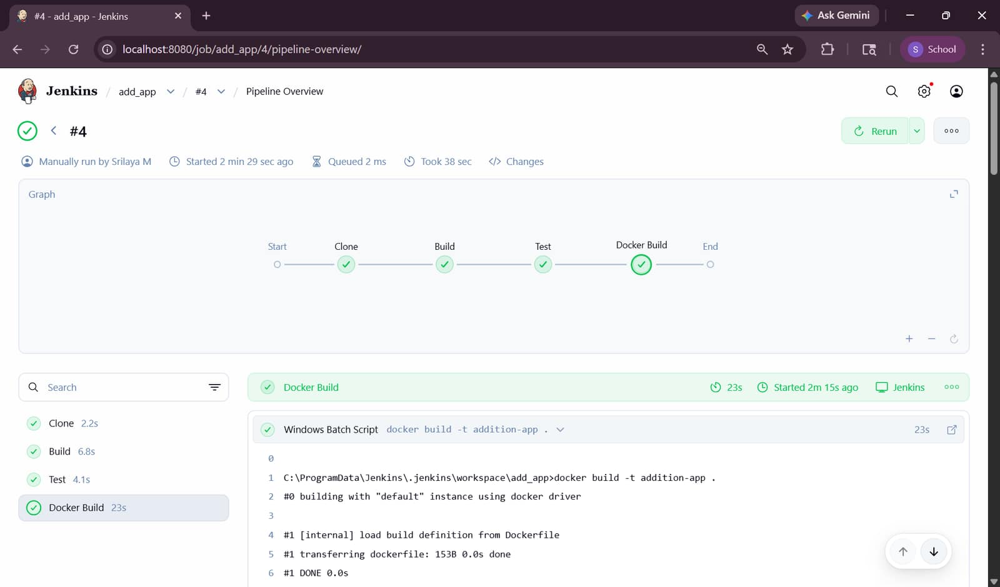 #4 - add_app - Jenkins
Ask Gemini
localhost:8080/job/add_app/4/pipeline-overview/
S School
Jenkins / add_app / #4 / Pipeline Overview
#4
Rerun
Manually run by Srilaya M Started 2 min 29 sec ago Queued 2 ms Took 38 sec </> Changes
Graph
Start Clone Build Test Docker Build End
Search
Docker Build 23s Started 2m 15s ago Jenkins
Clone 2.2s
Build 6.8s
Test 4.1s
Docker Build 23s
Windows Batch Script docker build -t addition-app . 23s
0
1 C:\ProgramData\Jenkins\.jenkins\workspace\add_app>docker build -t addition-app .
2 #0 building with "default" instance using docker driver
3
4 #1 [internal] load build definition from Dockerfile
5 #1 transferring dockerfile: 153B 0.0s done
6 #1 DONE 0.0s